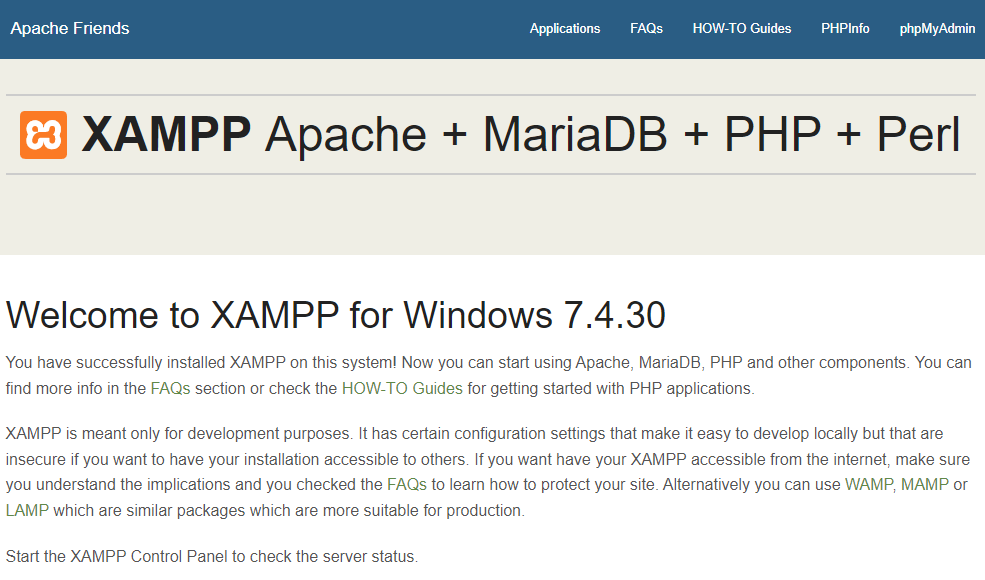 Apache Friends
Applications FAQs HOW-TO Guides PHPInfo phpMyAdmin
XAMPP Apache + MariaDB + PHP + Perl
Welcome to XAMPP for Windows 7.4.30
You have successfully installed XAMPP on this system! Now you can start using Apache, MariaDB, PHP and other components. You can
find more info in the FAQs section or check the HOW-TO Guides for getting started with PHP applications.
XAMPP is meant only for development purposes. It has certain configuration settings that make it easy to develop locally but that are
insecure if you want to have your installation accessible to others. If you want have your XAMPP accessible from the internet, make sure
you understand the implications and you checked the FAQs to learn how to protect your site. Alternatively you can use WAMP, MAMP or
LAMP which are similar packages which are more suitable for production.
Start the XAMPP Control Panel to check the server status.